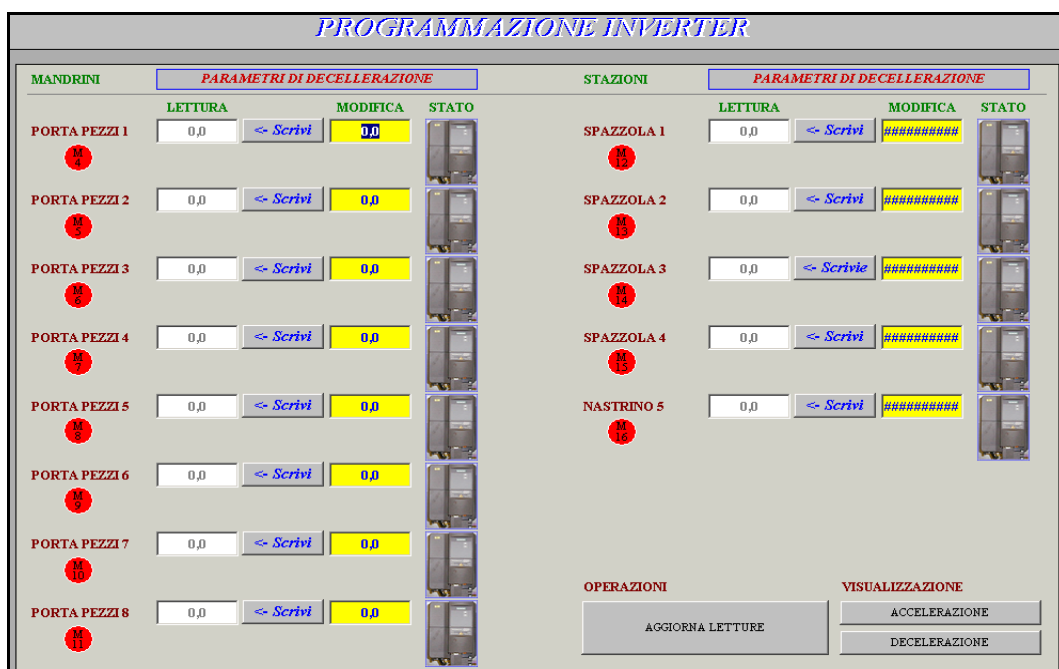 PROGRAMMAZIONE INVERTER
MANDRINI PARAMETRI DI DECELLERAZIONE STAZIONI PARAMETRI DI DECELLERAZIONE
LETTURA MODIFICA STATO LETTURA MODIFICA STATO
PORTA PEZZI 1 0,0 <- Scrivi 0,0 SPAZZOLA 1 0,0 <- Scrivi ##########
M M
4 12
PORTA PEZZI 2 0,0 <- Scrivi 0,0 SPAZZOLA 2 0,0 <- Scrivi ##########
M M
5 13
PORTA PEZZI 3 0,0 <- Scrivi 0,0 SPAZZOLA 3 0,0 <- Scrivie ##########
M M
6 14
PORTA PEZZI 4 0,0 <- Scrivi 0,0 SPAZZOLA 4 0,0 <- Scrivi ##########
M M
7 15
PORTA PEZZI 5 0,0 <- Scrivi 0,0 NASTRINO 5 0,0 <- Scrivi ##########
M M
8 16
PORTA PEZZI 6 0,0 <- Scrivi 0,0
M
9
PORTA PEZZI 7 0,0 <- Scrivi 0,0
M
10
OPERAZIONI VISUALIZZAZIONE
PORTA PEZZI 8 0,0 <- Scrivi 0,0 ACCELERAZIONE
AGGIORNA LETTURE
M DECELERAZIONE
11